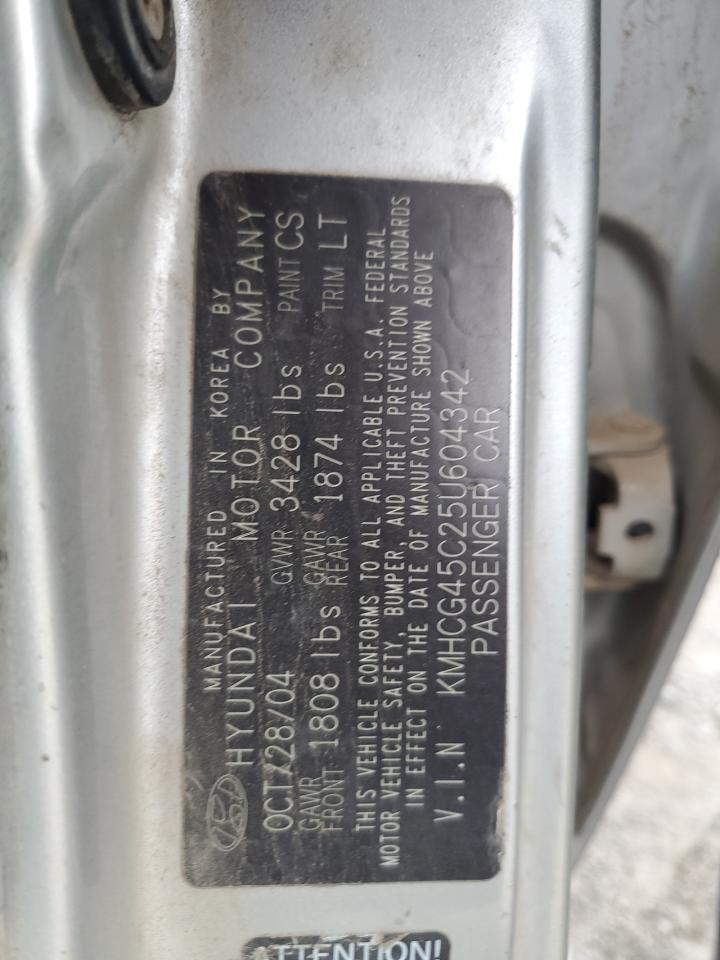 MANUFACTURED IN KOREA BY
HYUNDAI MOTOR COMPANY
OCT/28/04 GVWR 3428 lbs PAINT CS
GAWR FRONT 1808 lbs GAWR REAR 1874 lbs TRIM LT
THIS VEHICLE CONFORMS TO ALL APPLICABLE U.S.A. FEDERAL
MOTOR VEHICLE SAFETY, BUMPER, AND THEFT PREVENTION STANDARDS
IN EFFECT ON THE DATE OF MANUFACTURE SHOWN ABOVE
V.I.N KMHCG45C25U604342
PASSENGER CAR
ATTENTION!